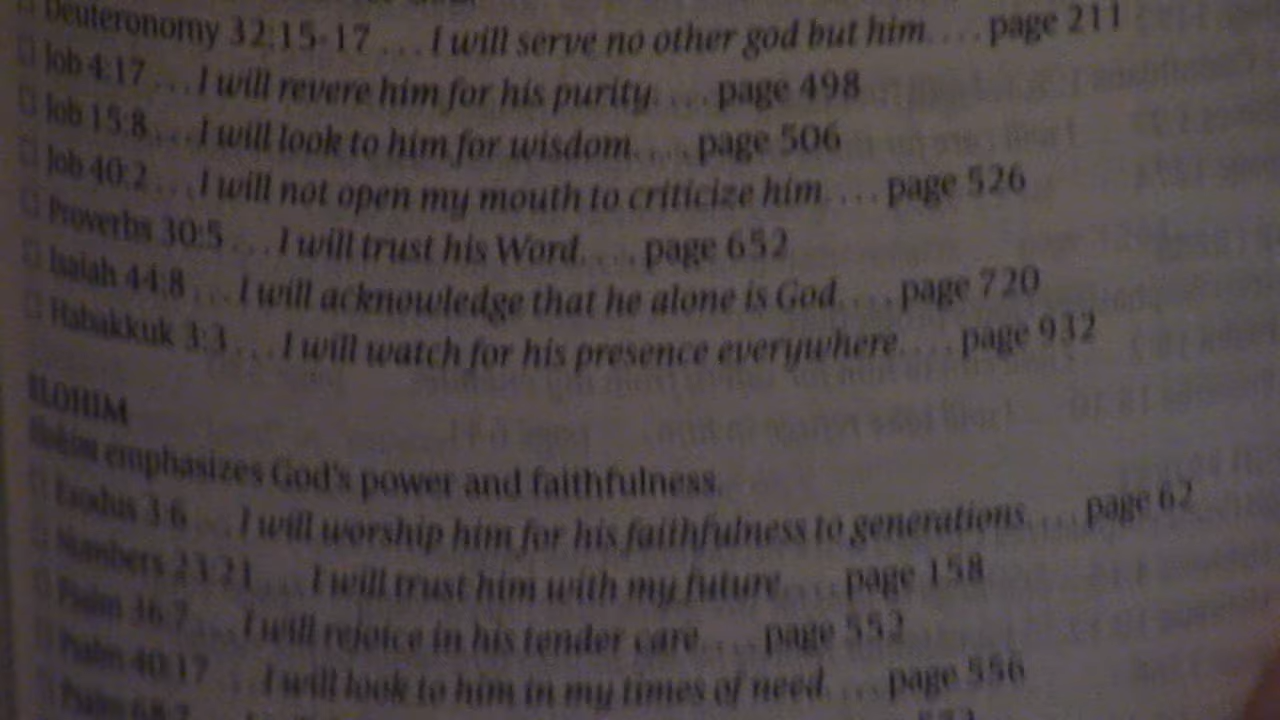 Deuteronomy 32:15-17 ... I will serve no other god but him. ... page 211
Job 4:17 ... I will revere him for his purity. ... page 498
Job 15:8 ... I will look to him for wisdom. ... page 506
Job 40:2 ... I will not open my mouth to criticize him. ... page 526
Proverbs 30:5 ... I will trust his Word. ... page 652
Isaiah 44:8 ... I will acknowledge that he alone is God. ... page 720
Habakkuk 3:3 ... I will watch for his presence everywhere. ... page 932
ELOHIM
Elohim emphasizes God's power and faithfulness.
Exodus 3:6 ... I will worship him for his faithfulness to generations. ... page 62
Numbers 23:21 ... I will trust him with my future. ... page 158
Psalm 36:7 ... I will rejoice in his tender care. ... page 552
Psalm 40:17 ... I will look to him in my times of need. ... page 556
Psalm 68:7